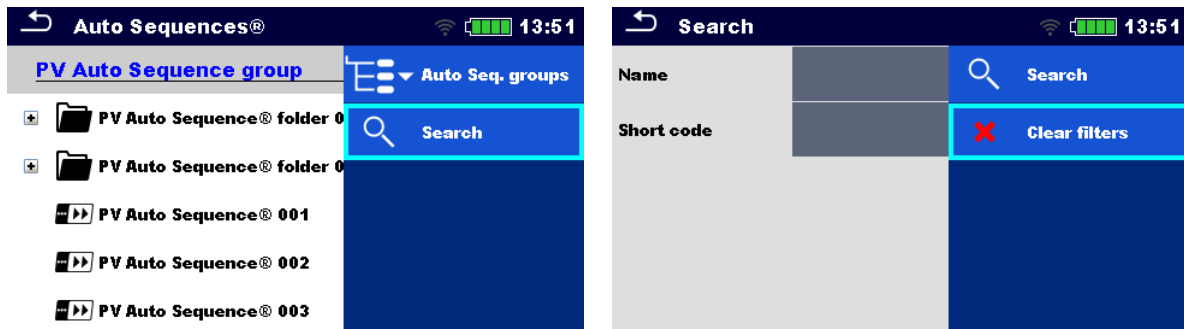 Auto Sequences® 13:51
PV Auto Sequence group
Auto Seq. groups
PV Auto Sequence® folder 0
Search
PV Auto Sequence® folder 0
PV Auto Sequence® 001
PV Auto Sequence® 002
PV Auto Sequence® 003
Search 13:51
Name
Search
Short code
Clear filters